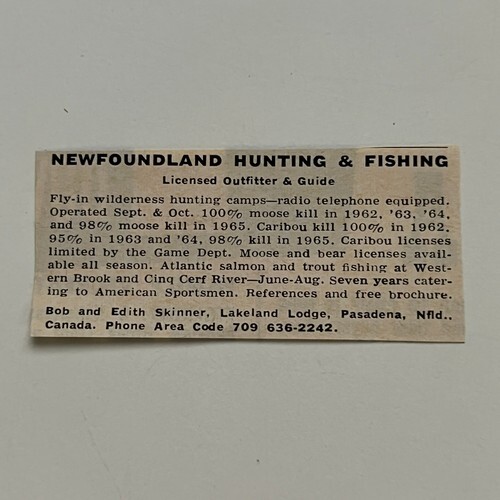 NEWFOUNDLAND HUNTING & FISHING
Licensed Outfitter & Guide
Fly-in wilderness hunting camps—radio telephone equipped.
Operated Sept. & Oct. 100% moose kill in 1962, '63, '64,
and 98% moose kill in 1965. Caribou kill 100% in 1962,
95% in 1963 and '64, 98% kill in 1965. Caribou licenses
limited by the Game Dept. Moose and bear licenses avail-
able all season. Atlantic salmon and trout fishing at West-
ern Brook and Cinq Cerf River—June-Aug. Seven years cater-
ing to American Sportsmen. References and free brochure.
Bob and Edith Skinner, Lakeland Lodge, Pasadena, Nfld..
Canada. Phone Area Code 709 636-2242.